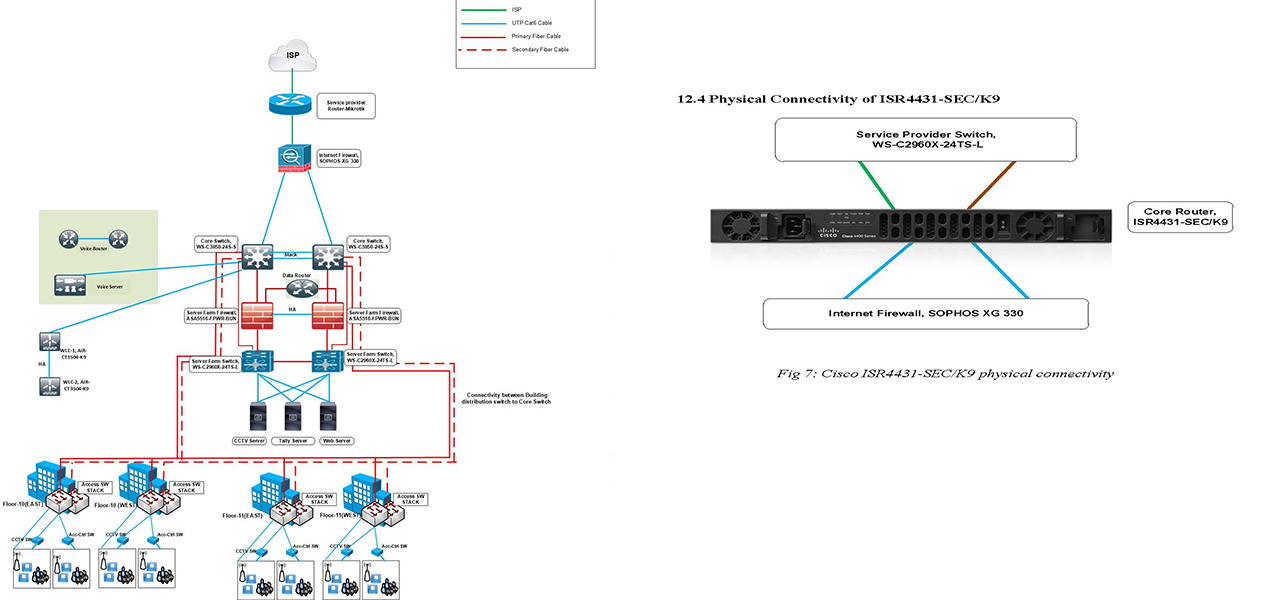 ISP
UTP Cat6 Cable
Primary Fiber Cable
Secondary Fiber Cable
ISP
Service provider
Router-Mikrotik
Internet Firewall,
SOPHOS XG 330
Core Switch,
WS-C3850-24S-S
Core Switch,
WS-C3850-24S-S
Stack
Voice Router
Voice Server
Data Router
Server Farm Firewall,
ASA5516-FPWR-BUN
HA
Server Farm Firewall,
ASA5516-FPWR-BUN
WLC-1, AIR-
CT3504-K9
HA
WLC-2, AIR-
CT3504-K9
Server Farm Switch,
WS-C2960X-24TS-L
Server Farm Switch,
WS-C2960X-24TS-L
Connectivity between Building
distribution switch to Core Switch
CCTV Server
Tally Server
Web Server
Access SW
STACK
Floor-10(EAST)
Access SW
STACK
Floor-10 (WEST)
Access SW
STACK
Floor-11(EAST)
Access SW
STACK
Floor-11(WEST)
CCTV SW
Acc-Ctrl SW
CCTV SW
Acc-Ctrl SW
CCTV SW
Acc-Ctrl SW
CCTV SW
Acc-Ctrl SW
12.4 Physical Connectivity of ISR4431-SEC/K9
Service Provider Switch,
WS-C2960X-24TS-L
Core Router,
ISR4431-SEC/K9
CISCO
Cisco 4400 Series
Internet Firewall, SOPHOS XG 330
Fig 7: Cisco ISR4431-SEC/K9 physical connectivity